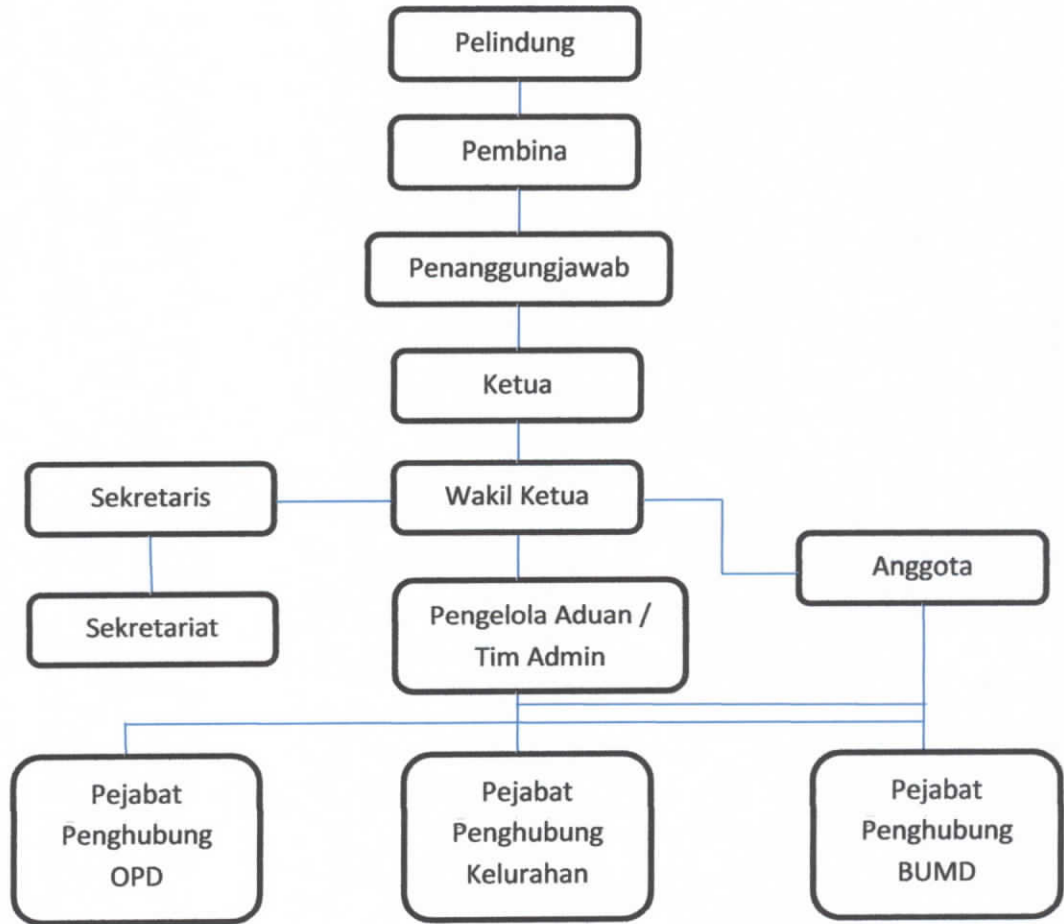 Pelindung
Pembina
Penanggungjawab
Ketua
Sekretaris
Wakil Ketua
Anggota
Sekretariat
Pengelola Aduan /
Tim Admin
Pejabat
Penghubung
OPD
Pejabat
Penghubung
Kelurahan
Pejabat
Penghubung
BUMD